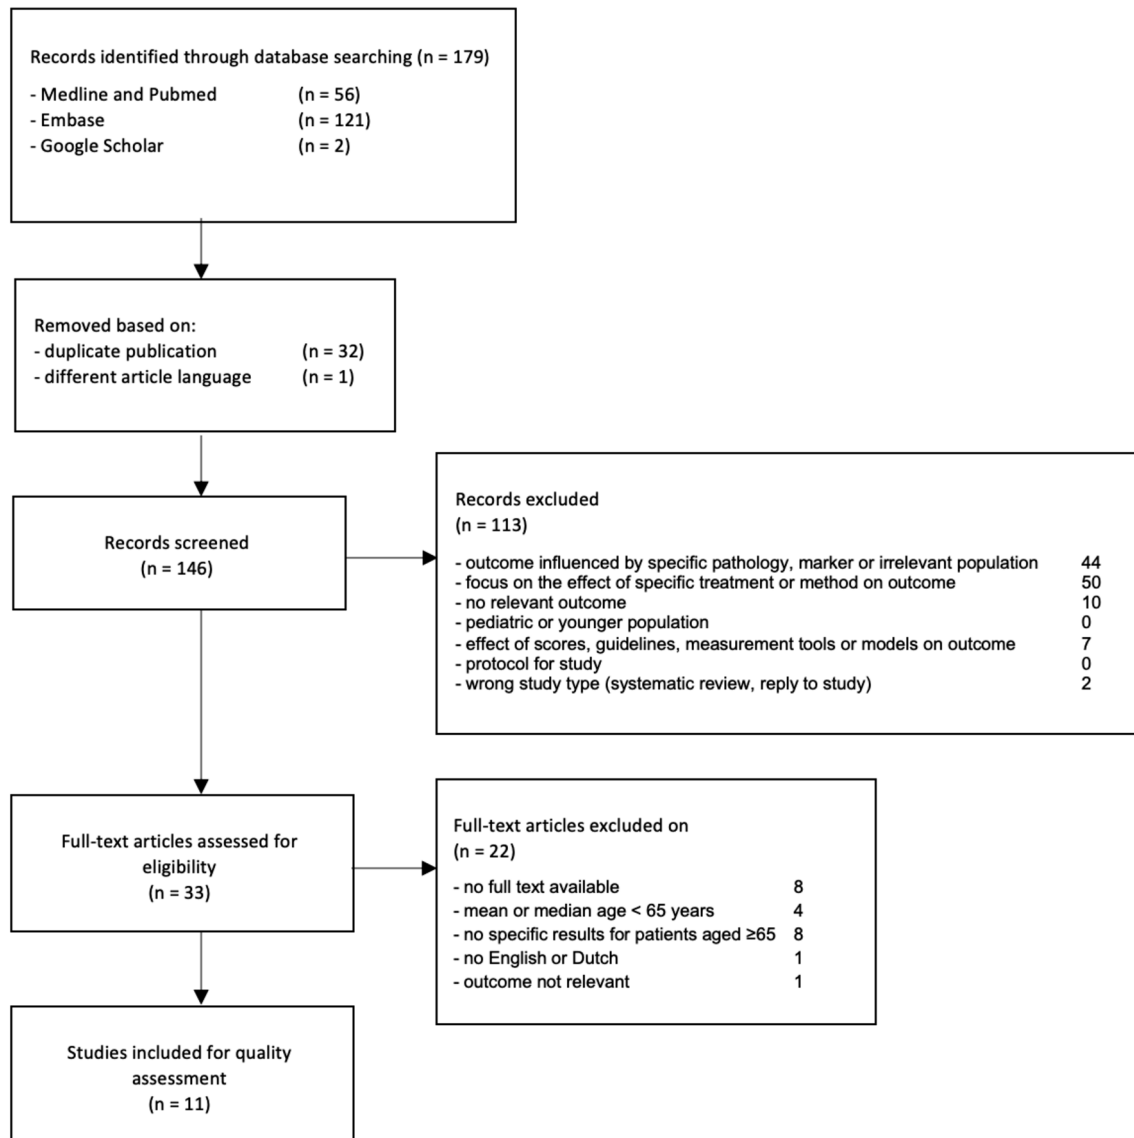 Records identified through database searching (n = 179)
- Medline and Pubmed (n = 56)
- Embase (n = 121)
- Google Scholar (n = 2)
Removed based on:
- duplicate publication (n = 32)
- different article language (n = 1)
Records screened
(n = 146)
Records excluded
(n = 113)
- outcome influenced by specific pathology, marker or irrelevant population 44
- focus on the effect of specific treatment or method on outcome 50
- no relevant outcome 10
- pediatric or younger population 0
- effect of scores, guidelines, measurement tools or models on outcome 7
- protocol for study 0
- wrong study type (systematic review, reply to study) 2
Full-text articles assessed for
eligibility
(n = 33)
Full-text articles excluded on
(n = 22)
- no full text available 8
- mean or median age < 65 years 4
- no specific results for patients aged ≥65 8
- no English or Dutch 1
- outcome not relevant 1
Studies included for quality
assessment
(n = 11)